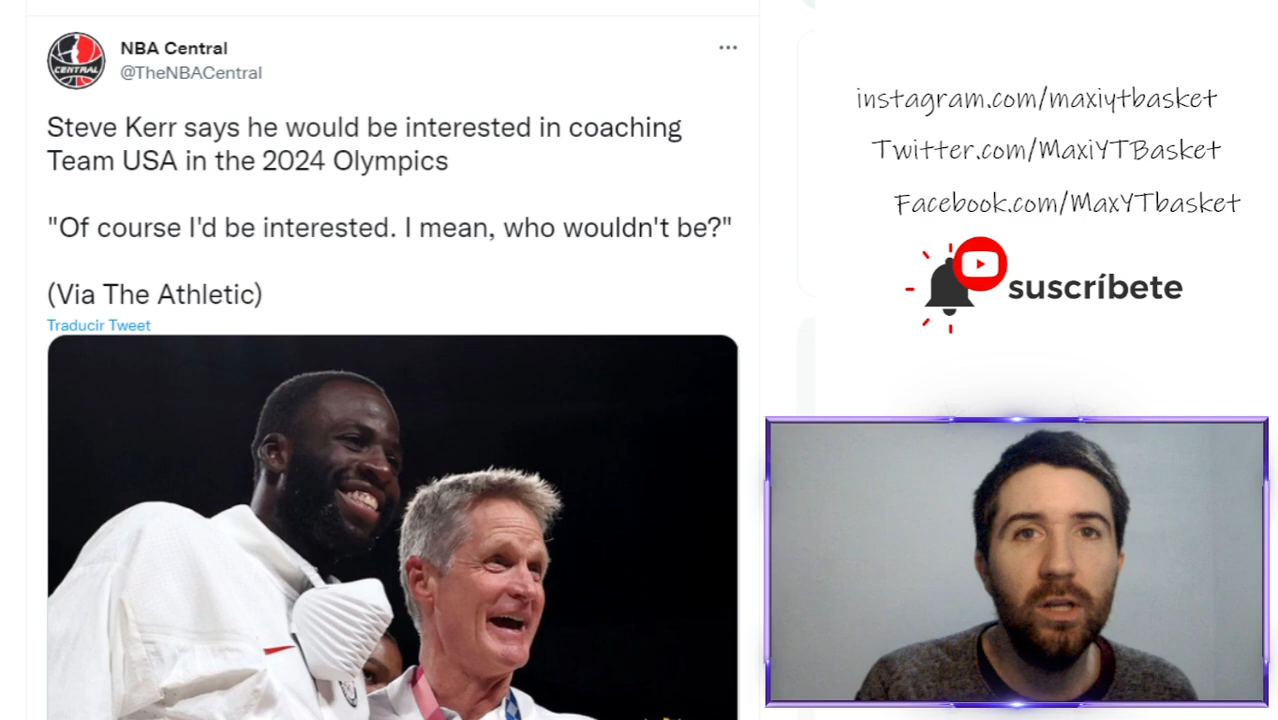 NBA Central
@TheNBACentral
CENTRAL
Steve Kerr says he would be interested in coaching
Team USA in the 2024 Olympics
"Of course I'd be interested. I mean, who wouldn't be?"
(Via The Athletic)
Traducir Tweet
instagram.com/maxiytbasket
Twitter.com/MaxiYTBasket
Facebook.com/MaxYTbasket
suscríbete